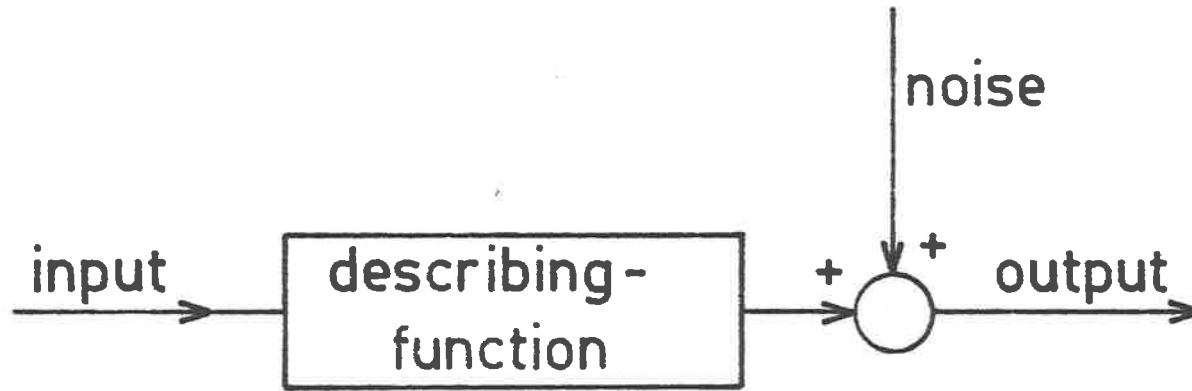 noise
+
input
describing-
function
+
output